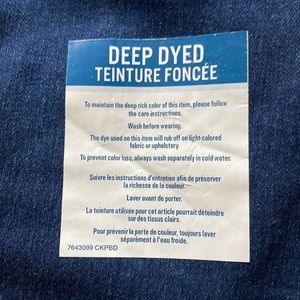 DEEP DYED
TEINTURE FONCÉE
To maintain the deep rich color of this item, please follow
the care instructions.
Wash before wearing.
The dye used on this item will rub off on light-colored
fabric or upholstery.
To prevent color loss, always wash separately in cold water.
Suivre les instructions d'entretien afin de préserver
la richesse de la couleur.
Laver avant de porter.
La teinture utilisée pour cet article pourrait déteindre
sur des tissus clairs.
Pour prévenir la perte de couleur, toujours laver
séparément à l'eau froide.
7643099 CKPBD